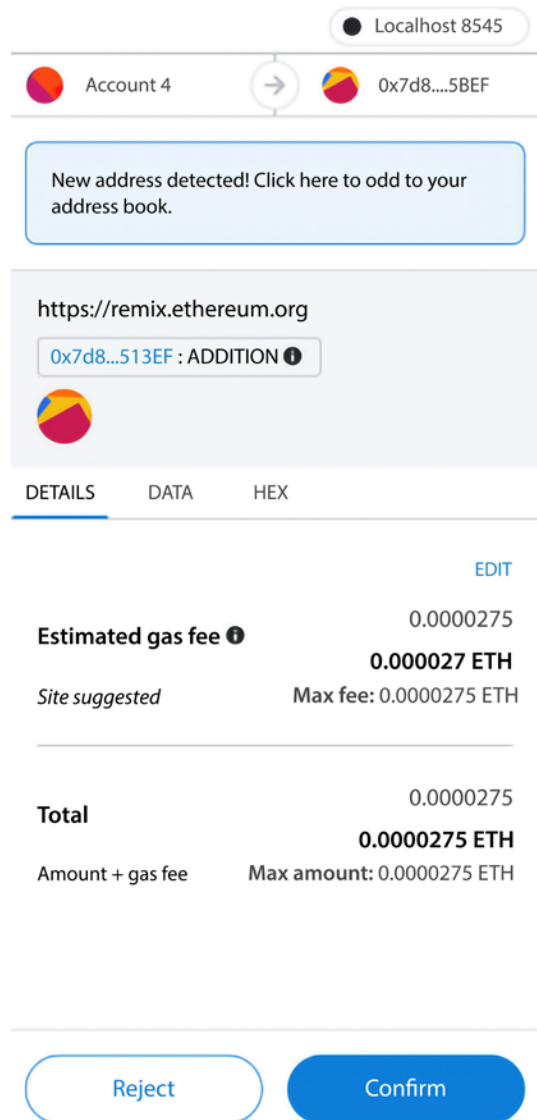 Localhost 8545
Account 4
0x7d8....5BEF
New address detected! Click here to odd to your
address book.
https://remix.ethereum.org
0x7d8...513EF : ADDITION
DETAILS DATA HEX
EDIT
0.0000275
Estimated gas fee
0.000027 ETH
Site suggested
Max fee: 0.0000275 ETH
0.0000275
Total
0.0000275 ETH
Amount + gas fee
Max amount: 0.0000275 ETH
Reject
Confirm